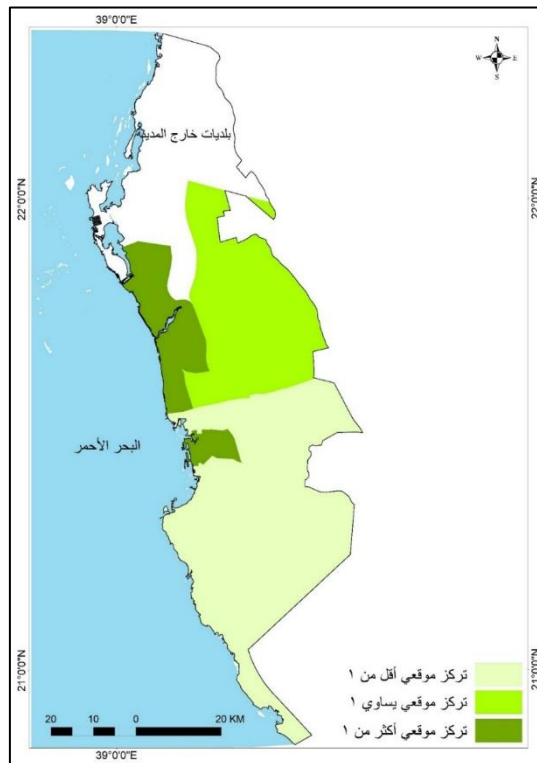 39°0'0"E
N
W E
S
بلديات خارج المدينة
22°0'0"N
22°0'0"N
البحر الأحمر
21°0'0"N
21°0'0"N
تركز موقعي أقل من ١
تركز موقعي يساوي ١
تركز موقعي أكثر من ١
20 10 0 20 KM
39°0'0"E